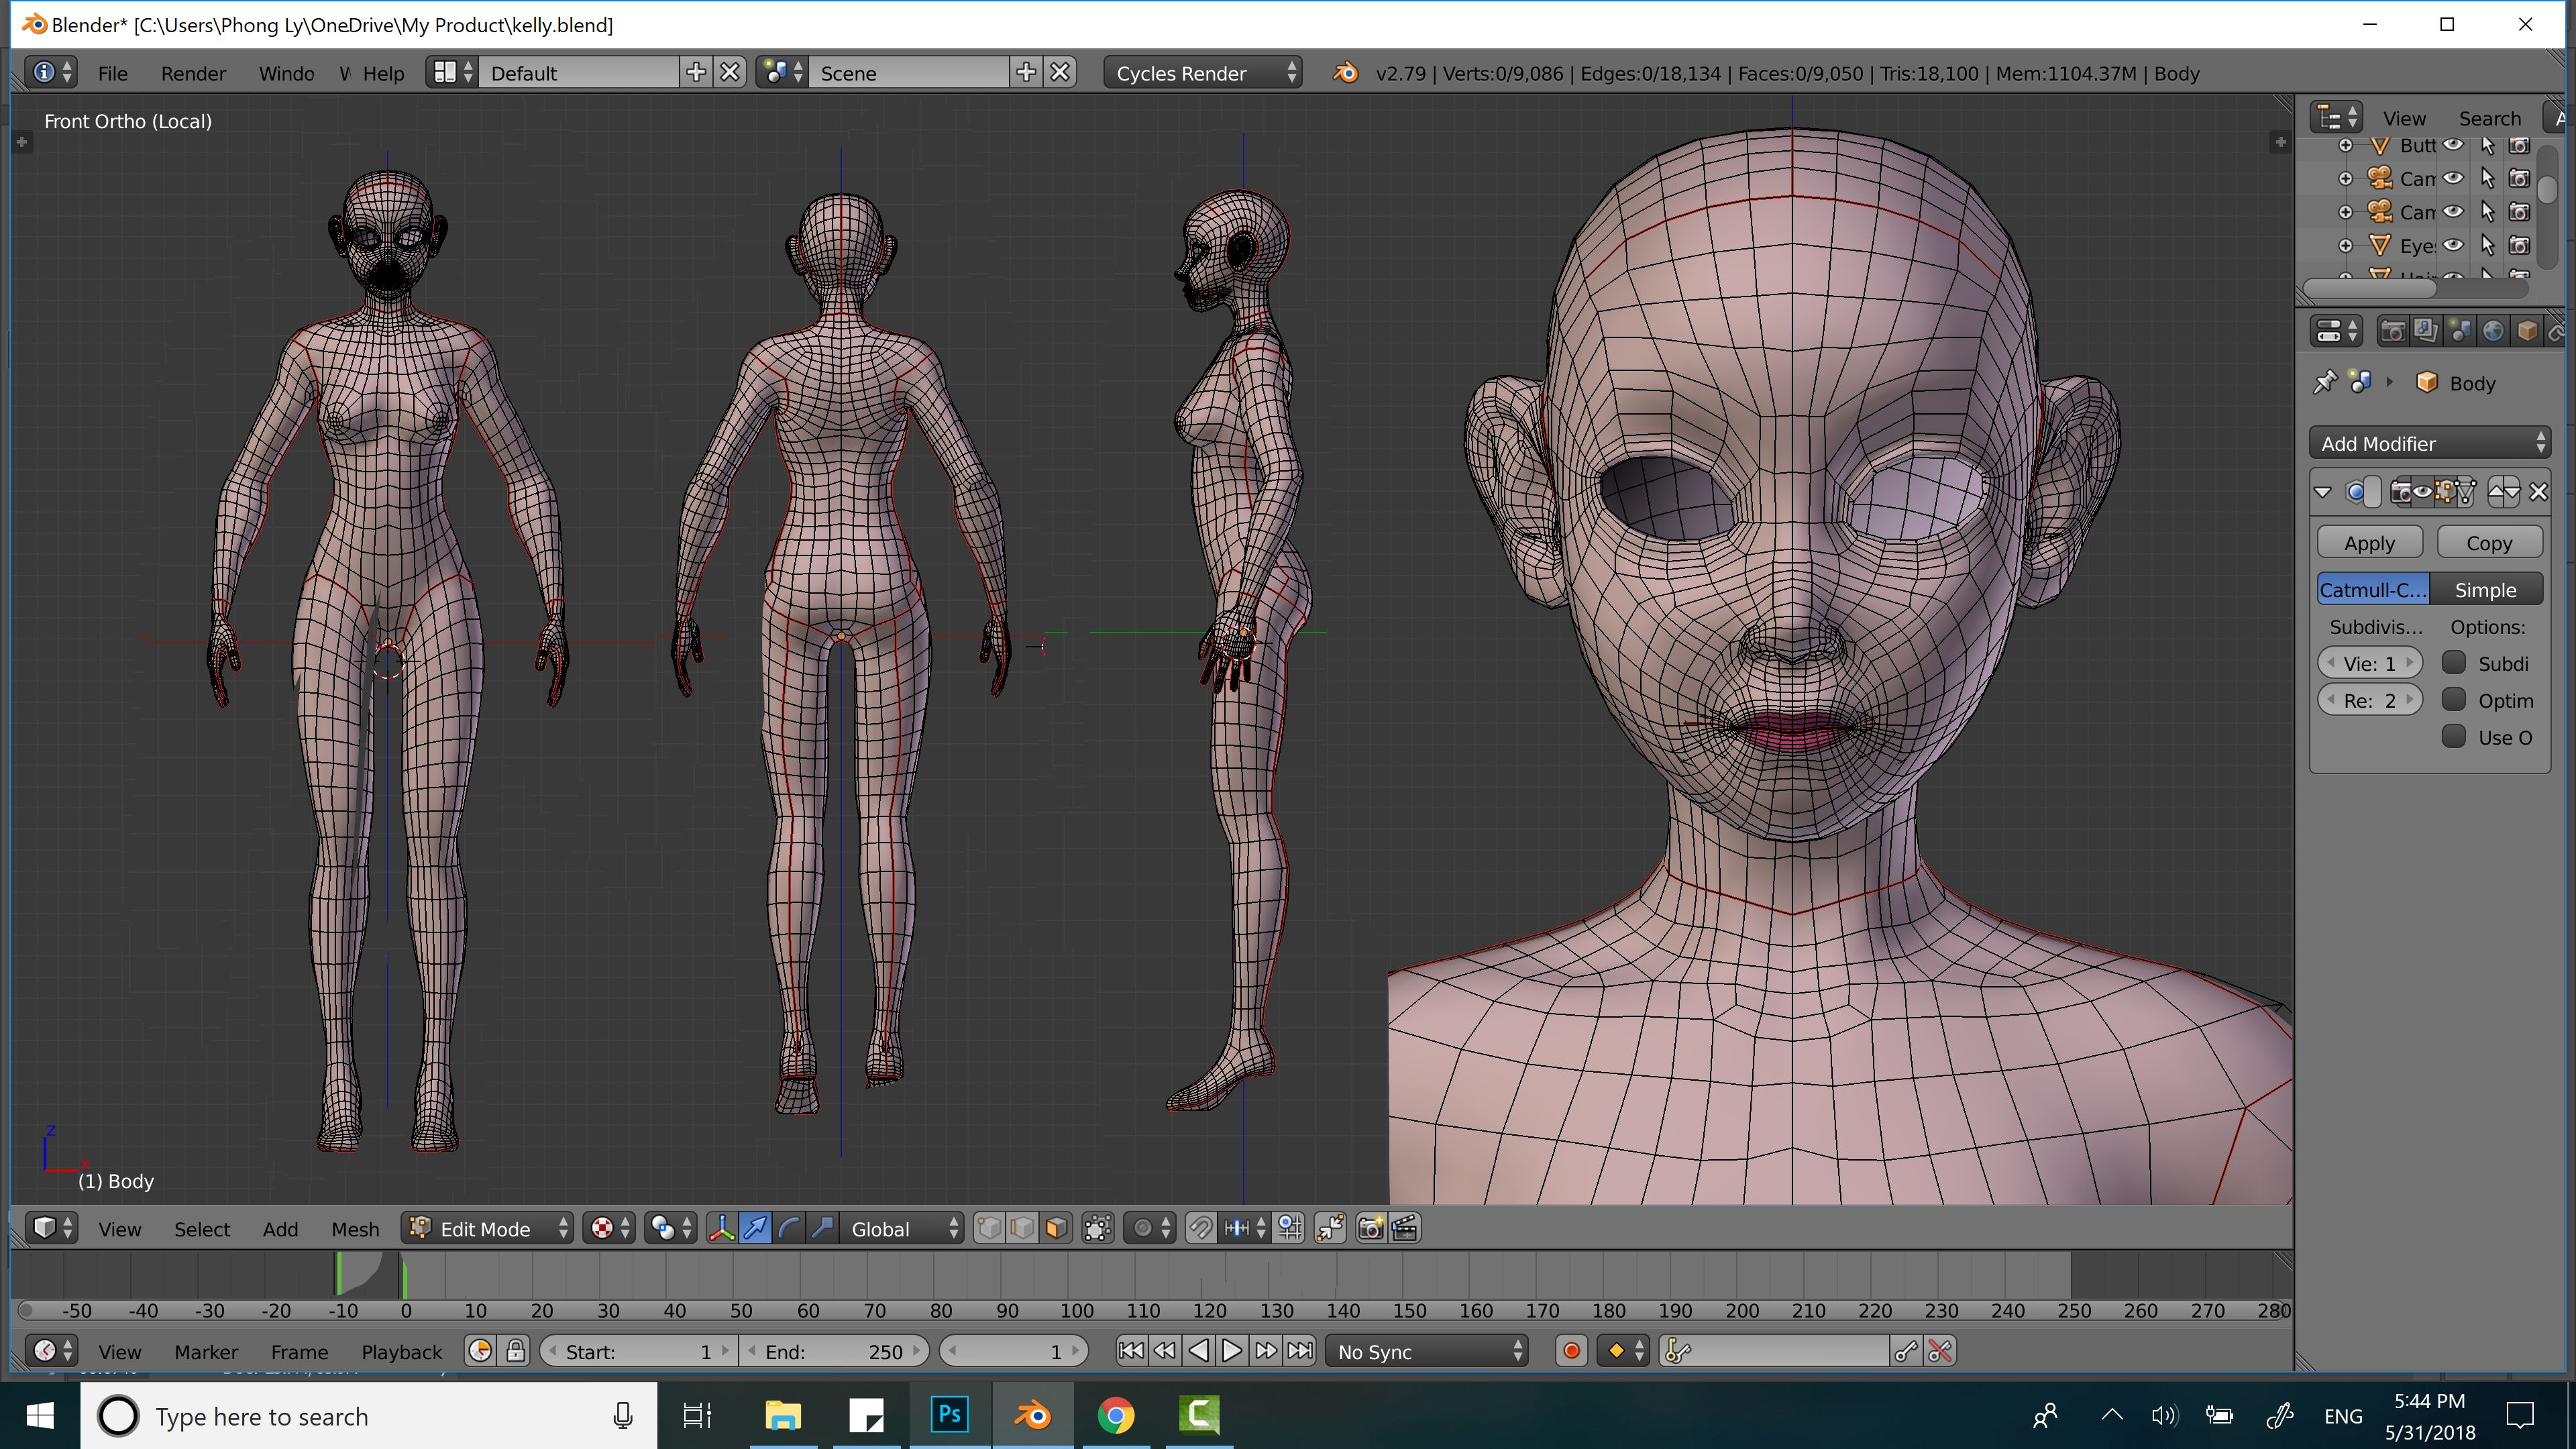 Blender* [C:\Users\Phong Ly\OneDrive\My Product\kelly.blend]
File Render Windo W Help Default Scene Cycles Render v2.79 | Verts:0/9,086 | Edges:0/18,134 | Faces:0/9,050 | Tris:18,100 | Mem:1104.37M | Body
Front Ortho (Local)
View Search A
Butt
Cam
Cam
Eyes
Body
Add Modifier
Apply Copy
Catmull-C... Simple
Subdivis... Options:
Vie: 1 Subdi
Re: 2 Optim
Use O
z
x
(1) Body
View Select Add Mesh Edit Mode Global
-50 -40 -30 -20 -10 0 10 20 30 40 50 60 70 80 90 100 110 120 130 140 150 160 170 180 190 200 210 220 230 240 250 260 270 280
View Marker Frame Playback Start: 1 End: 250 1 No Sync
Type here to search Ps ENG 5:44 PM
5/31/2018